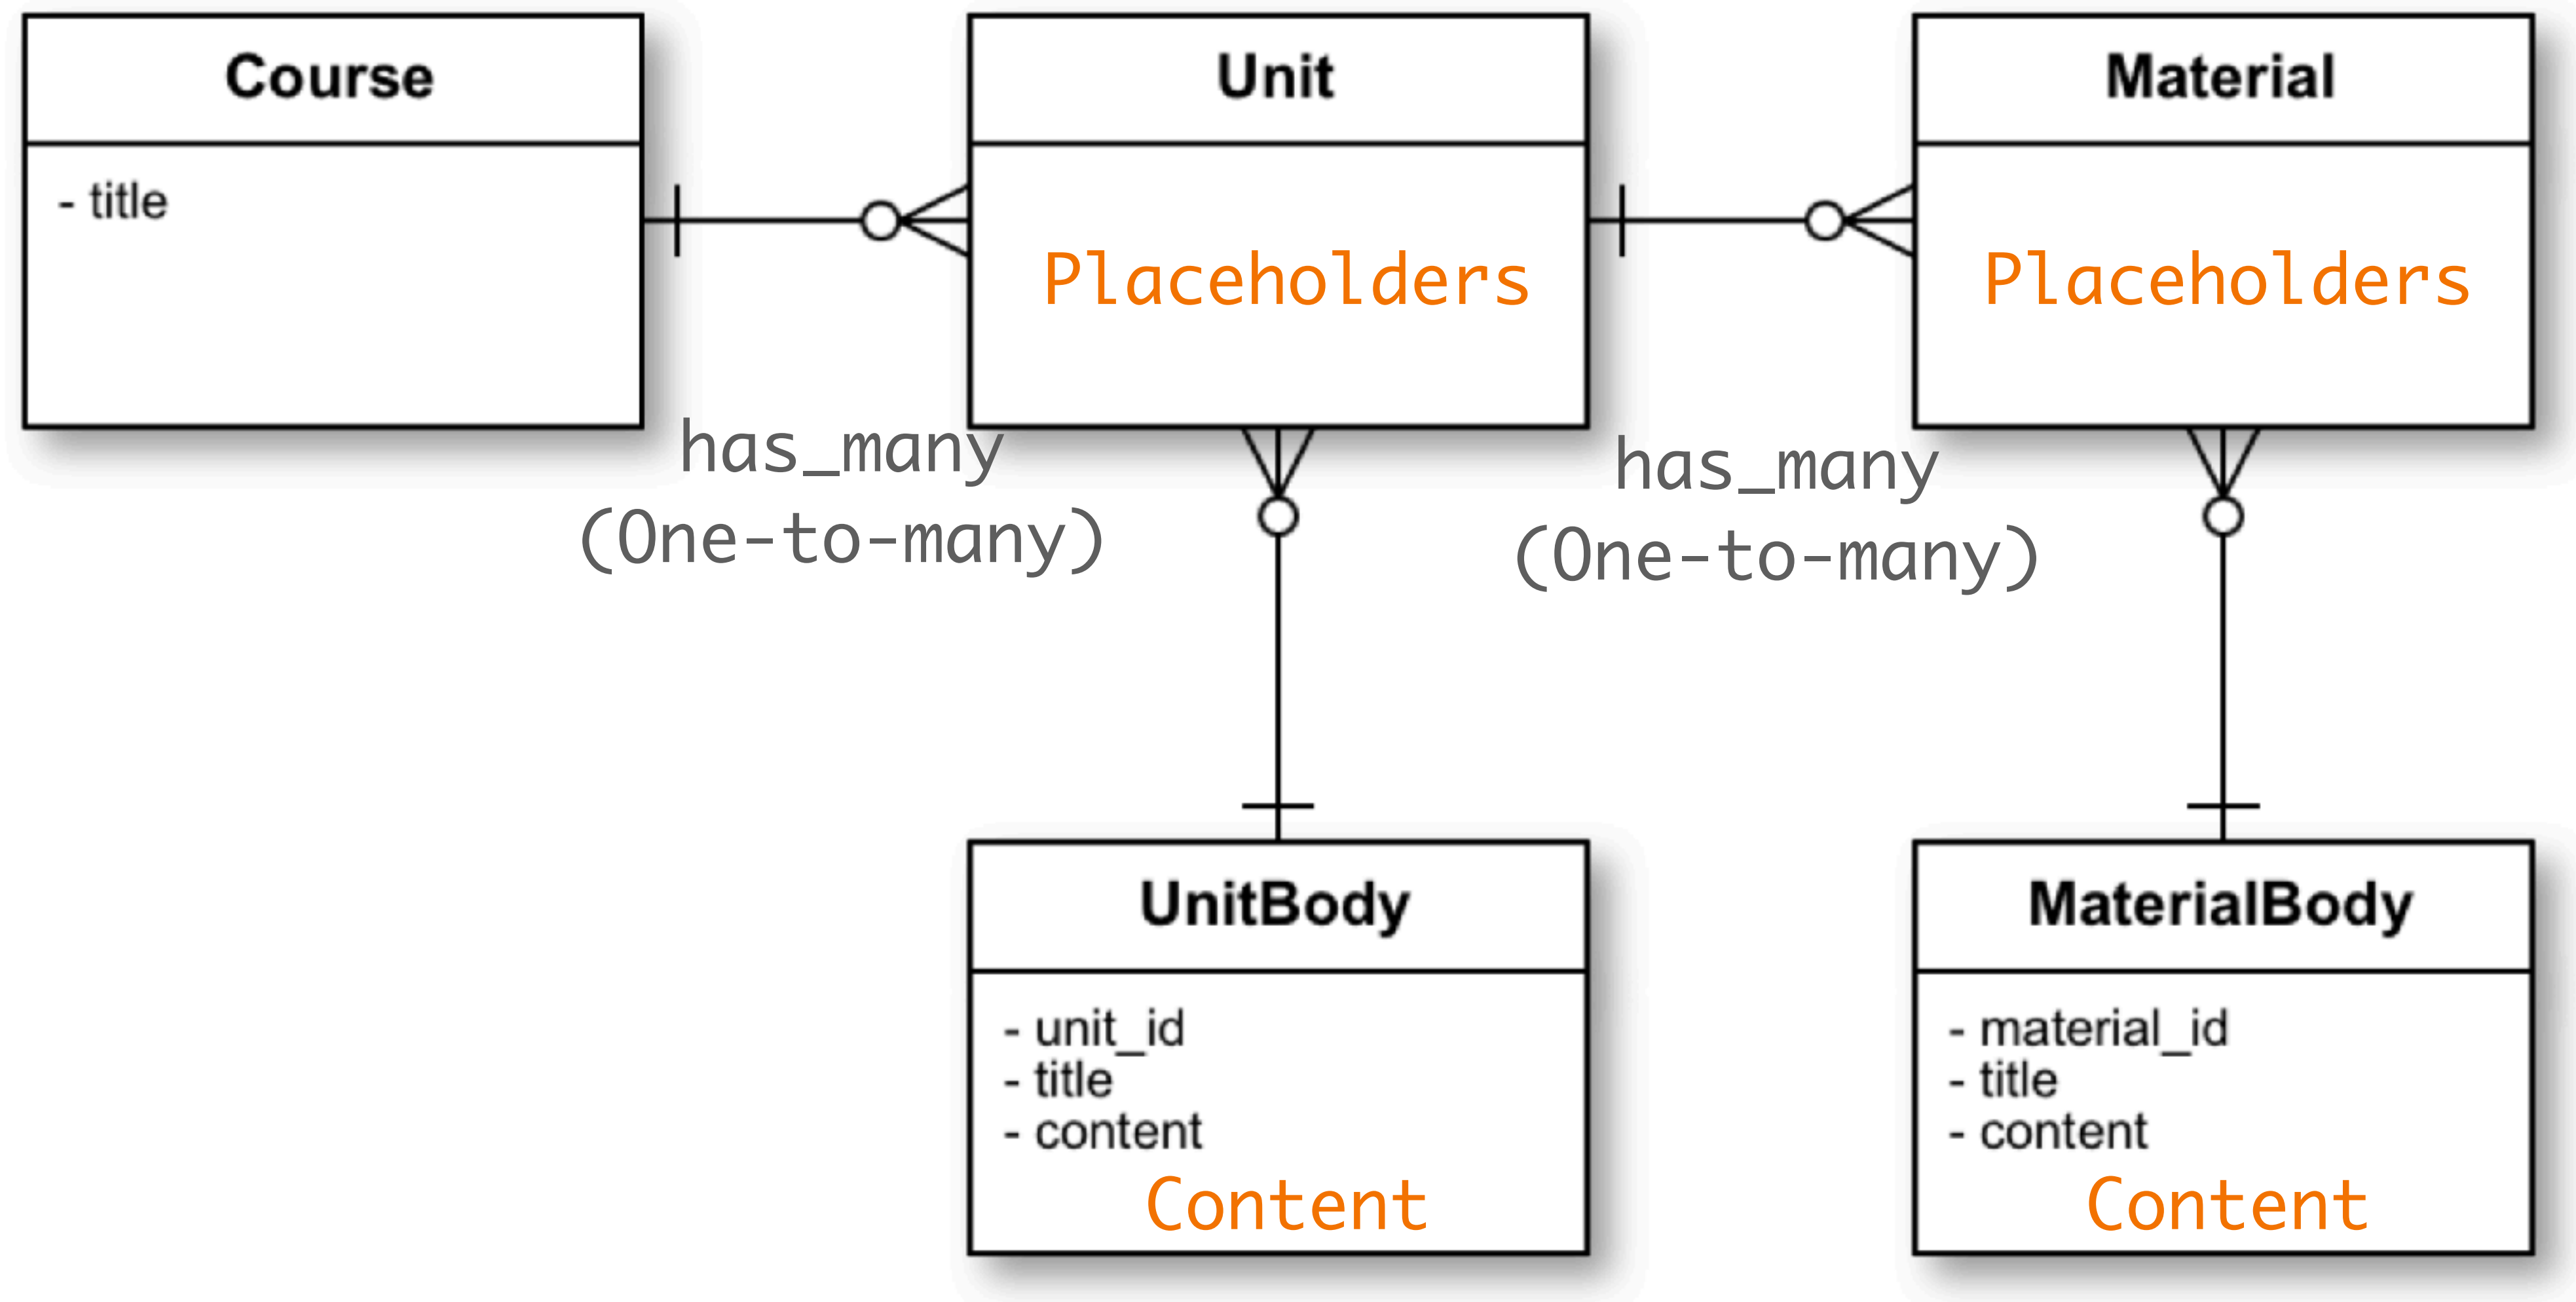 Course
- title
Unit
Placeholders
Material
Placeholders
has_many
(One-to-many)
has_many
(One-to-many)
UnitBody
- unit_id
- title
- content
Content
MaterialBody
- material_id
- title
- content
Content